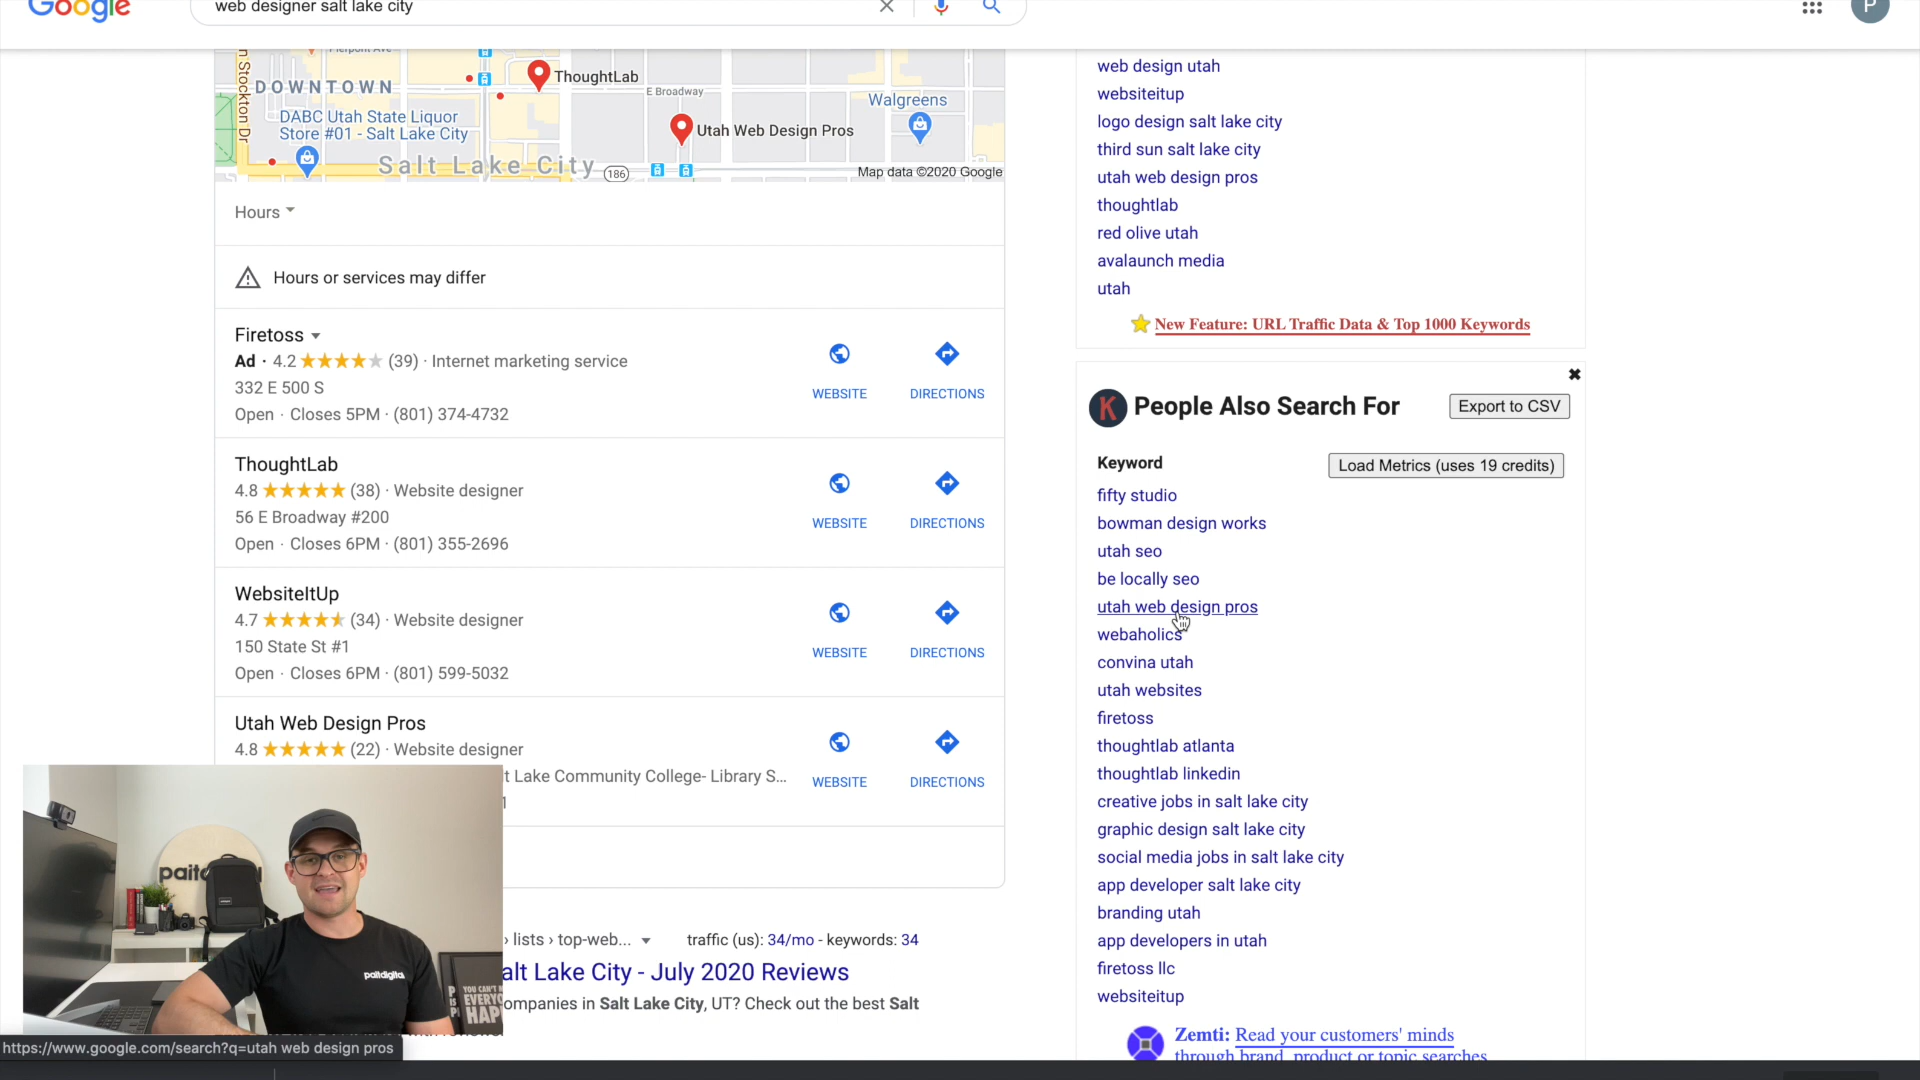 Google
web designer salt lake city
P
Pierpont Ave
n Stockton Dr
DOWNTOWN
ThoughtLab
E Broadway
Walgreens
DABC Utah State Liquor
Store #01 - Salt Lake City
Utah Web Design Pros
Salt Lake City
186
Map data ©2020 Google
Hours
Hours or services may differ
Firetoss
Ad · 4.2 (39) · Internet marketing service
332 E 500 S
Open · Closes 5PM · (801) 374-4732
WEBSITE
DIRECTIONS
ThoughtLab
4.8 (38) · Website designer
56 E Broadway #200
Open · Closes 6PM · (801) 355-2696
WEBSITE
DIRECTIONS
WebsiteItUp
4.7 (34) · Website designer
150 State St #1
Open · Closes 6PM · (801) 599-5032
WEBSITE
DIRECTIONS
Utah Web Design Pros
4.8 (22) · Website designer
t Lake Community College- Library S...
WEBSITE
DIRECTIONS
› lists › top-web...
traffic (us): 34/mo - keywords: 34
alt Lake City - July 2020 Reviews
ompanies in Salt Lake City, UT? Check out the best Salt
paitdigital
YOU CAN'T
EVERYO
HAP
https://www.google.com/search?q=utah web design pros
web design utah
websiteitup
logo design salt lake city
third sun salt lake city
utah web design pros
thoughtlab
red olive utah
avalaunch media
utah
New Feature: URL Traffic Data & Top 1000 Keywords
K People Also Search For
Export to CSV
Keyword
Load Metrics (uses 19 credits)
fifty studio
bowman design works
utah seo
be locally seo
utah web design pros
webaholics
convina utah
utah websites
firetoss
thoughtlab atlanta
thoughtlab linkedin
creative jobs in salt lake city
graphic design salt lake city
social media jobs in salt lake city
app developer salt lake city
branding utah
app developers in utah
firetoss llc
websiteitup
Zemti: Read your customers' minds
through brand, product or topic searches